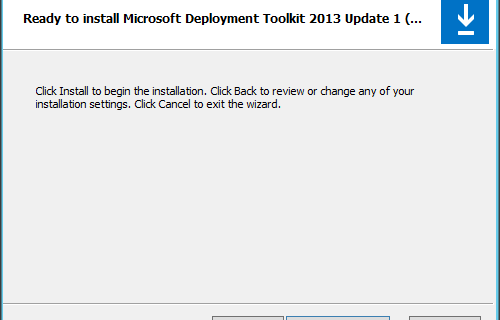 Ready to install Microsoft Deployment Toolkit 2013 Update 1 (...
Click Install to begin the installation. Click Back to review or change any of your
installation settings. Click Cancel to exit the wizard.